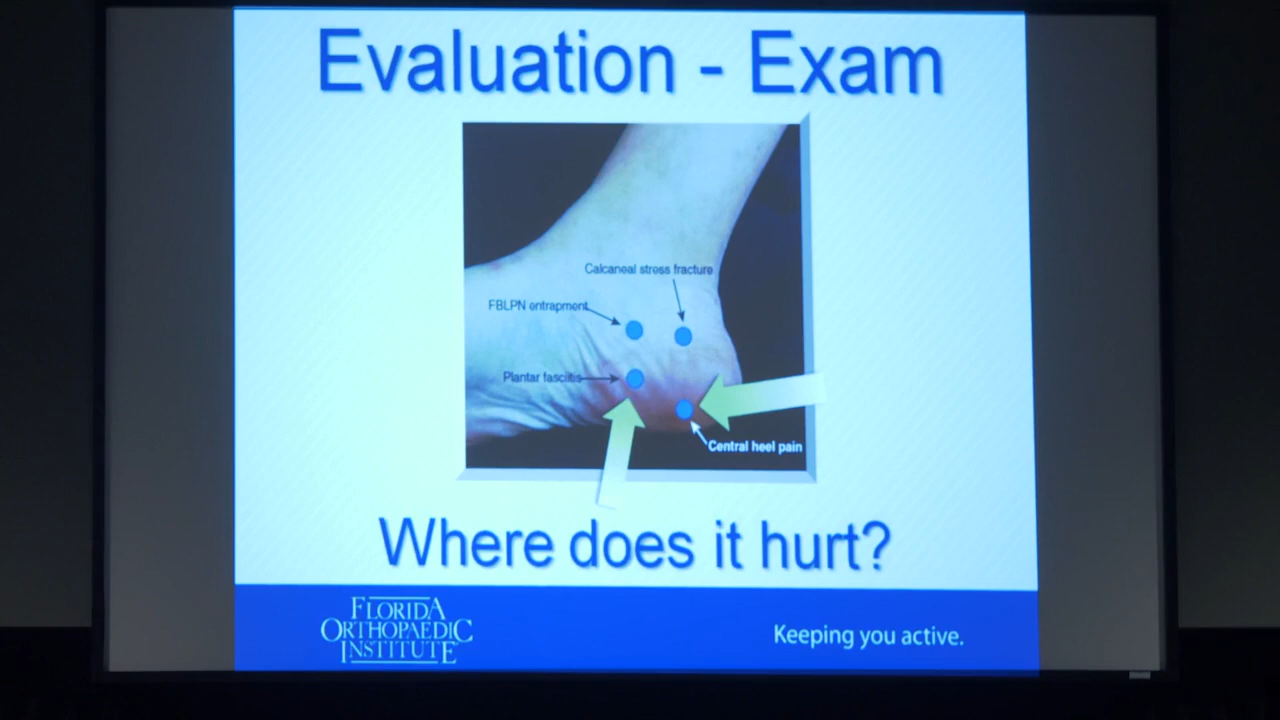 Evaluation - Exam
Calcaneal stress fracture
FBLPN entrapment
Plantar fasciitis
Central heel pain
Where does it hurt?
FLORIDA
ORTHOPAEDIC
INSTITUTE
Keeping you active.